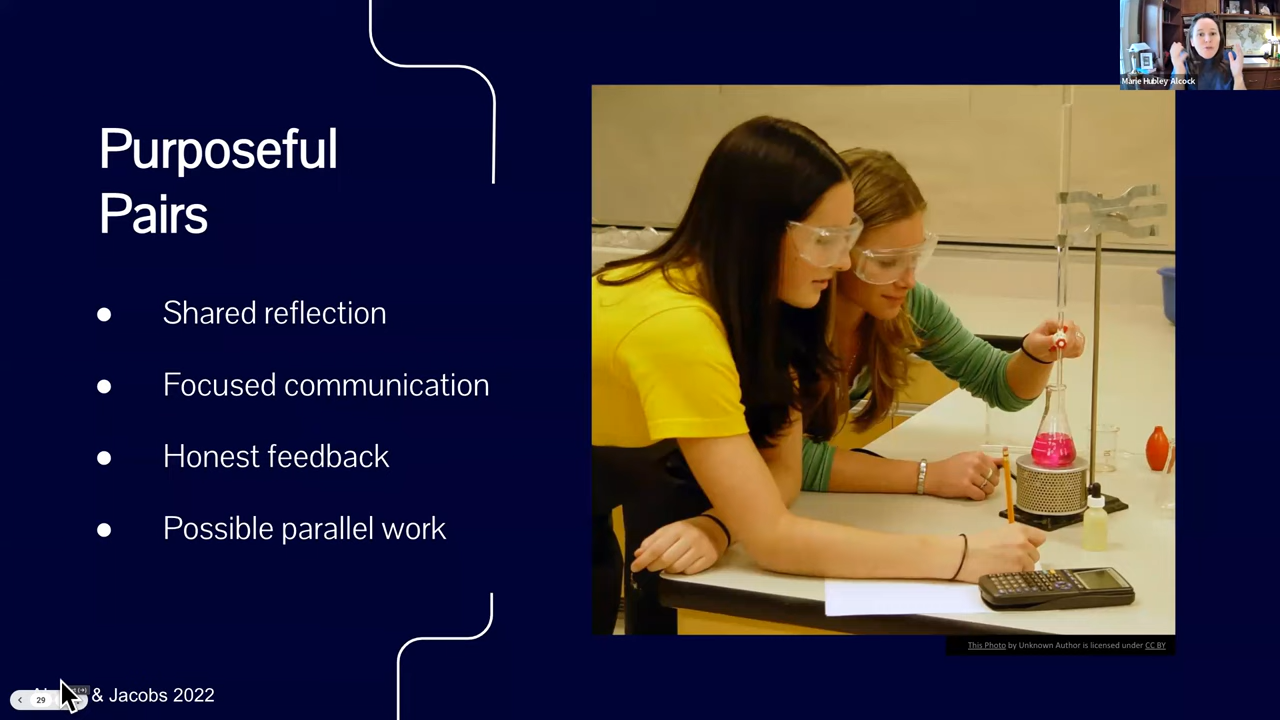 Marie Hubley Alcock
Purposeful
Pairs
● Shared reflection
● Focused communication
● Honest feedback
● Possible parallel work
This Photo by Unknown Author is licensed under CC BY
& Jacobs 2022
29